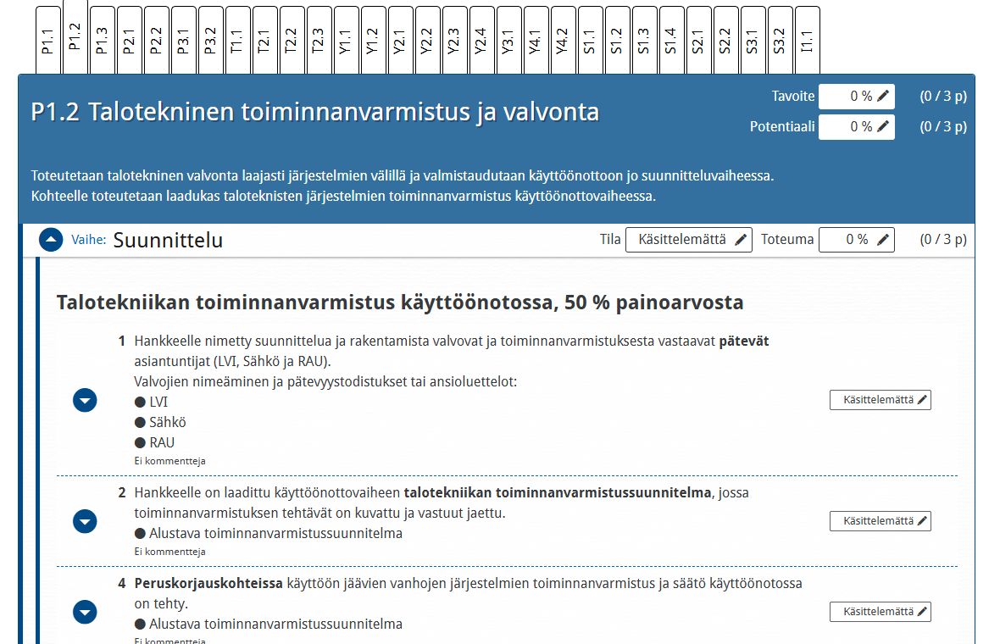 P1.1 P1.2 P1.3 P2.1 P2.2 P3.1 P3.2 T1.1 T2.1 T2.2 T2.3 Y1.1 Y1.2 Y2.1 Y2.2 Y2.3 Y2.4 Y3.1 Y4.1 Y4.2 S1.1 S1.2 S1.3 S1.4 S2.1 S2.2 S3.1 S3.2 I1.1
P1.2 Talotekninen toiminnanvarmistus ja valvonta
Tavoite 0 % (0 / 3 p)
Potentiaali 0 % (0 / 3 p)
Toteutetaan talotekninen valvonta laajasti järjestelmien välillä ja valmistaudutaan käyttöönottoon jo suunnitteluvaiheessa.
Kohteelle toteutetaan laadukas taloteknisten järjestelmien toiminnanvarmistus käyttöönottovaiheessa.
Vaihe: Suunnittelu Tila Käsittelemättä Toteuma 0 % (0 / 3 p)
Talotekniikan toiminnanvarmistus käyttöönotossa, 50 % painoarvosta
1 Hankkeelle nimetty suunnittelua ja rakentamista valvovat ja toiminnanvarmistuksesta vastaavat pätevät
asiantuntijat (LVI, Sähkö ja RAU).
Valvojien nimeäminen ja pätevyystodistukset tai ansioluettelot:
● LVI
● Sähkö
● RAU
Ei kommentteja
Käsittelemättä
2 Hankkeelle on laadittu käyttöönottovaiheen talotekniikan toiminnanvarmistussuunnitelma, jossa
toiminnanvarmistuksen tehtävät on kuvattu ja vastuut jaettu.
● Alustava toiminnanvarmistussuunnitelma
Ei kommentteja
Käsittelemättä
4 Peruskorjauskohteissa käyttöön jäävien vanhojen järjestelmien toiminnanvarmistus ja säätö käyttöönotossa
on tehty.
● Alustava toiminnanvarmistussuunnitelma
Ei kommentteja
Käsittelemättä